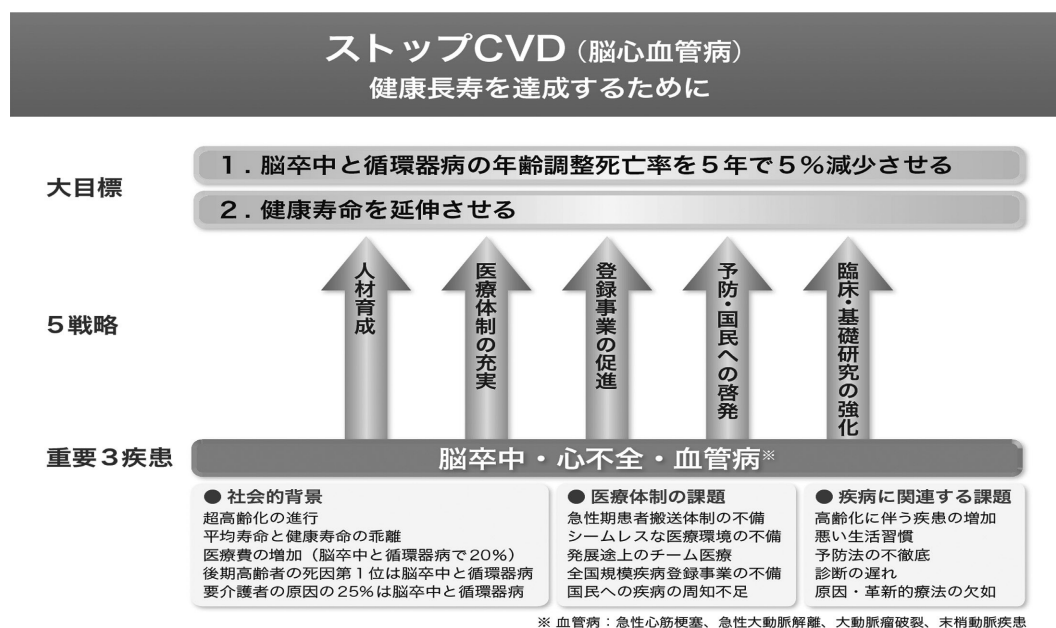 ストップCVD（脳心血管病）
健康長寿を達成するために
大目標
1．脳卒中と循環器病の年齢調整死亡率を5年で5%減少させる
2．健康寿命を延伸させる
5戦略
人材育成
医療体制の充実
登録事業の促進
予防・国民への啓発
臨床・基礎研究の強化
重要3疾患
脳卒中・心不全・血管病※
● 社会的背景
超高齢化の進行
平均寿命と健康寿命の乖離
医療費の増加（脳卒中と循環器病で20%）
後期高齢者の死因第1位は脳卒中と循環器病
要介護者の原因の25%は脳卒中と循環器病
● 医療体制の課題
急性期患者搬送体制の不備
シームレスな医療環境の不備
発展途上のチーム医療
全国規模疾病登録事業の不備
国民への疾病の周知不足
● 疾病に関連する課題
高齢化に伴う疾患の増加
悪い生活習慣
予防法の不徹底
診断の遅れ
原因・革新的療法の欠如
※ 血管病：急性心筋梗塞、急性大動脈解離、大動脈瘤破裂、末梢動脈疾患